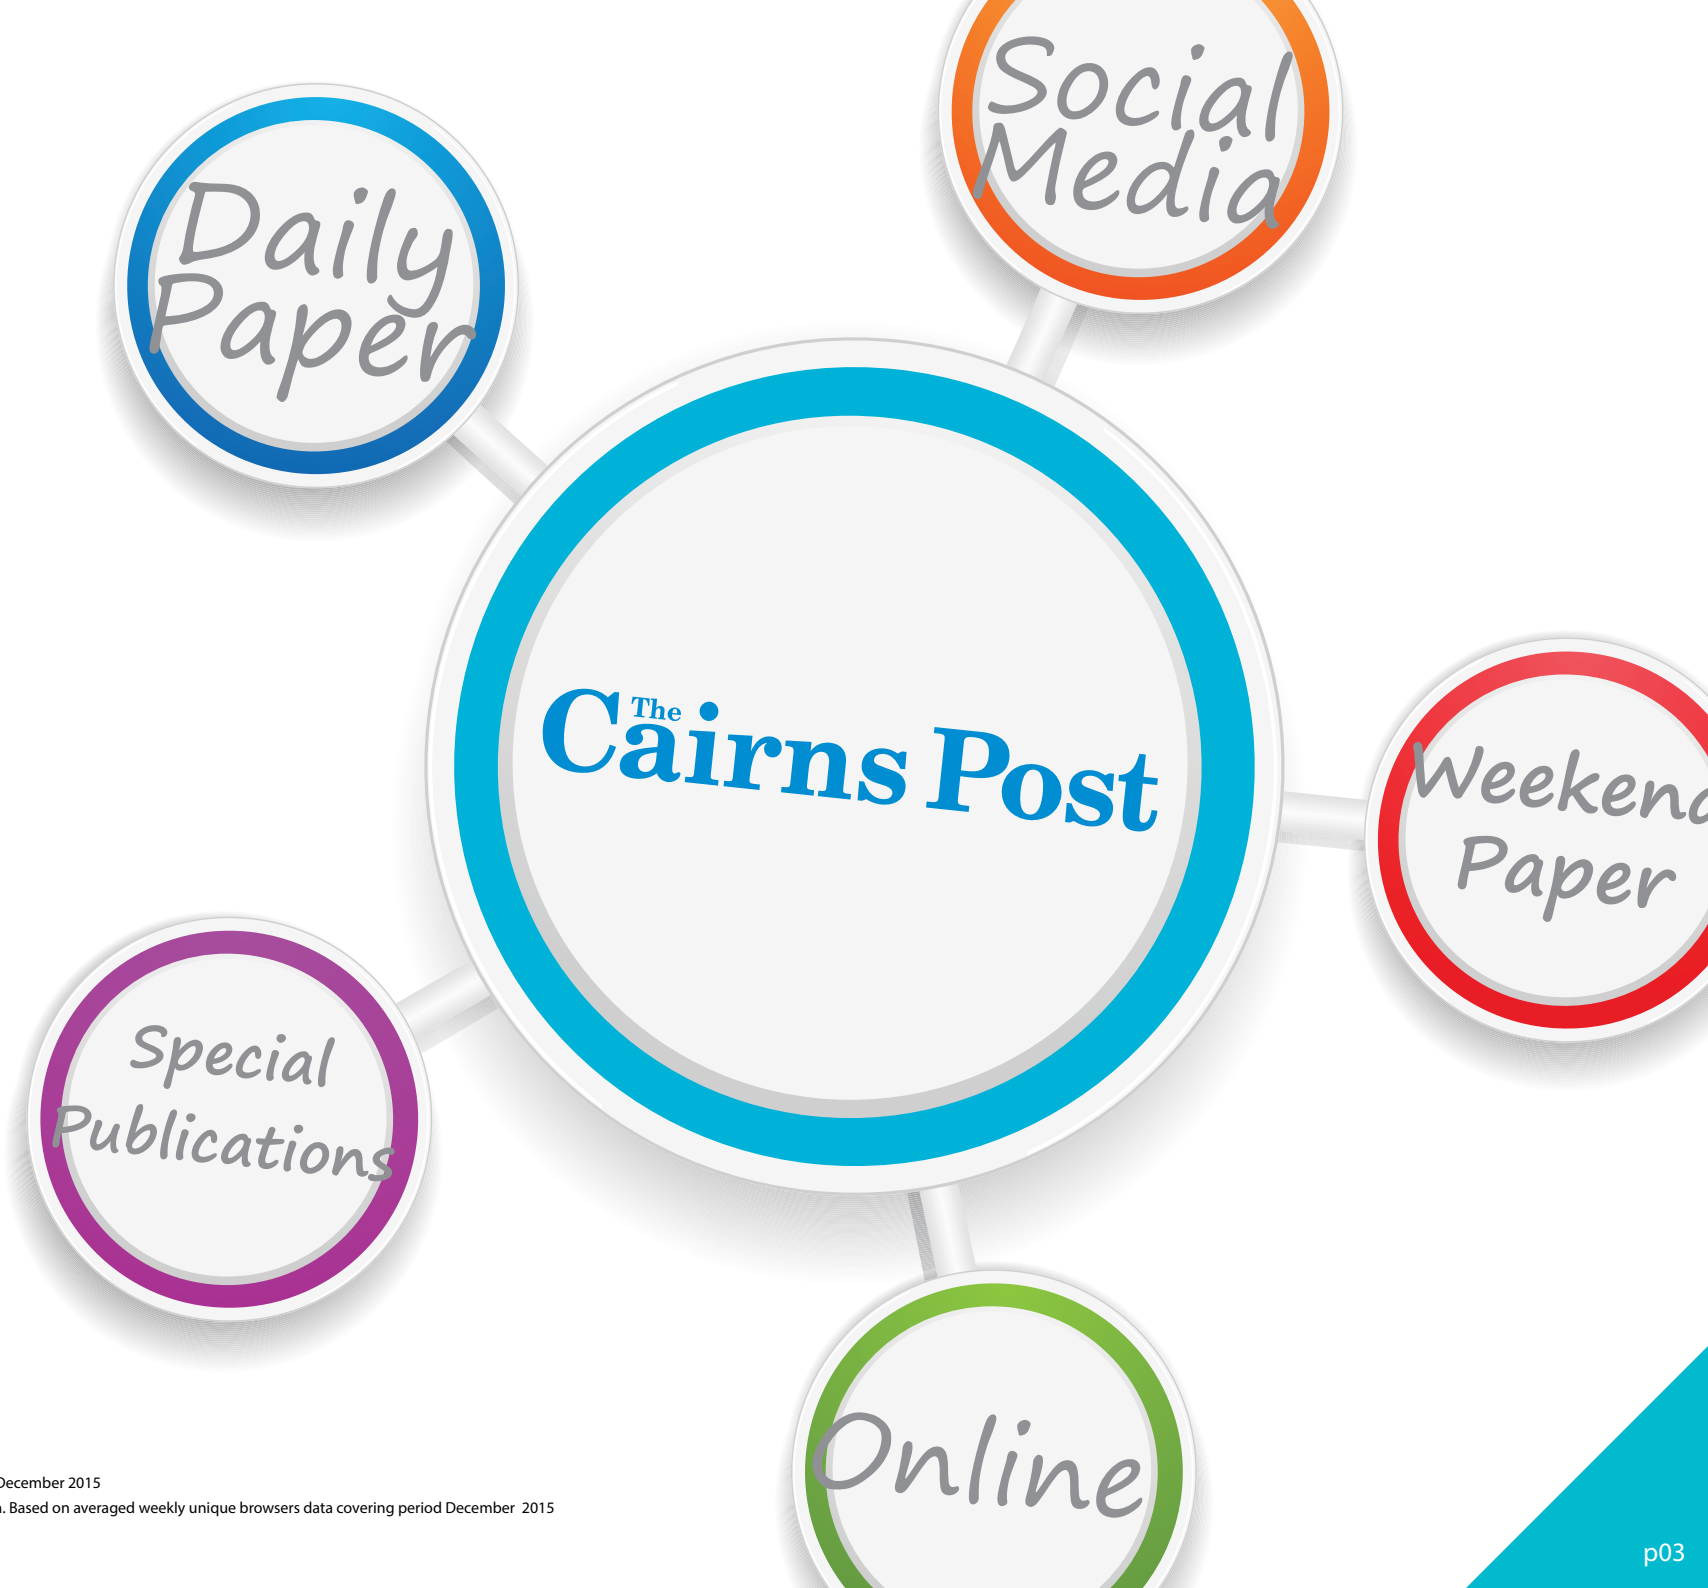 Social
Media
Daily
Paper
The
Cairns Post
Weekend
Paper
Special
Publications
Online
December 2015
. Based on averaged weekly unique browsers data covering period December 2015
p03